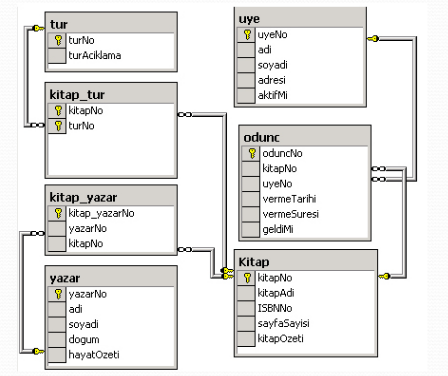 tur
turNo
turAciklama
kitap_tur
kitapNo
turNo
kitap_yazar
kitap_yazarNo
yazarNo
kitapNo
yazar
yazarNo
adi
soyadi
dogum
hayatOzeti
uye
uyeNo
adi
soyadi
adresi
aktifMi
odunc
oduncNo
kitapNo
uyeNo
vermeTarihi
vermeSuresi
geldiMi
Kitap
kitapNo
kitapAdi
ISBNNo
sayfaSayisi
kitapOzeti